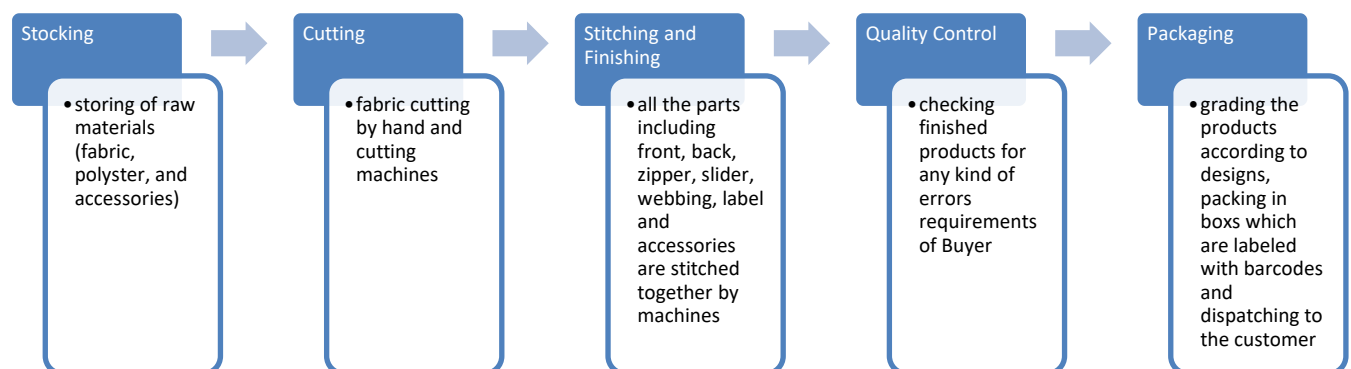 Stocking
•storing of raw
materials
(fabric,
polyster, and
accessories)
Cutting
•fabric cutting
by hand and
cutting
machines
Stitching and
Finishing
•all the parts
including
front, back,
zipper, slider,
webbing, label
and
accessories
are stitched
together by
machines
Quality Control
•checking
finished
products for
any kind of
errors
requirements
of Buyer
Packaging
•grading the
products
according to
designs,
packing in
boxs which
are labeled
with barcodes
and
dispatching to
the customer